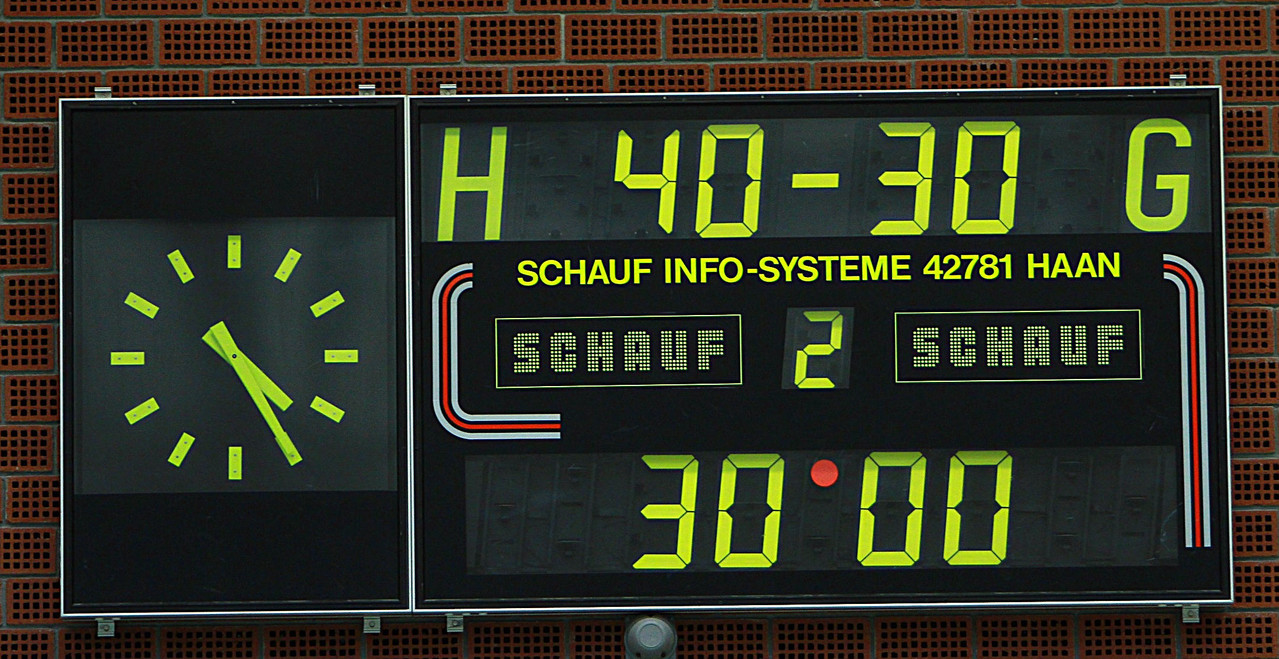 H 40-30 G
SCHAUF INFO-SYSTEME 42781 HAAN
SCHAUF 2 SCHAUF
30•00